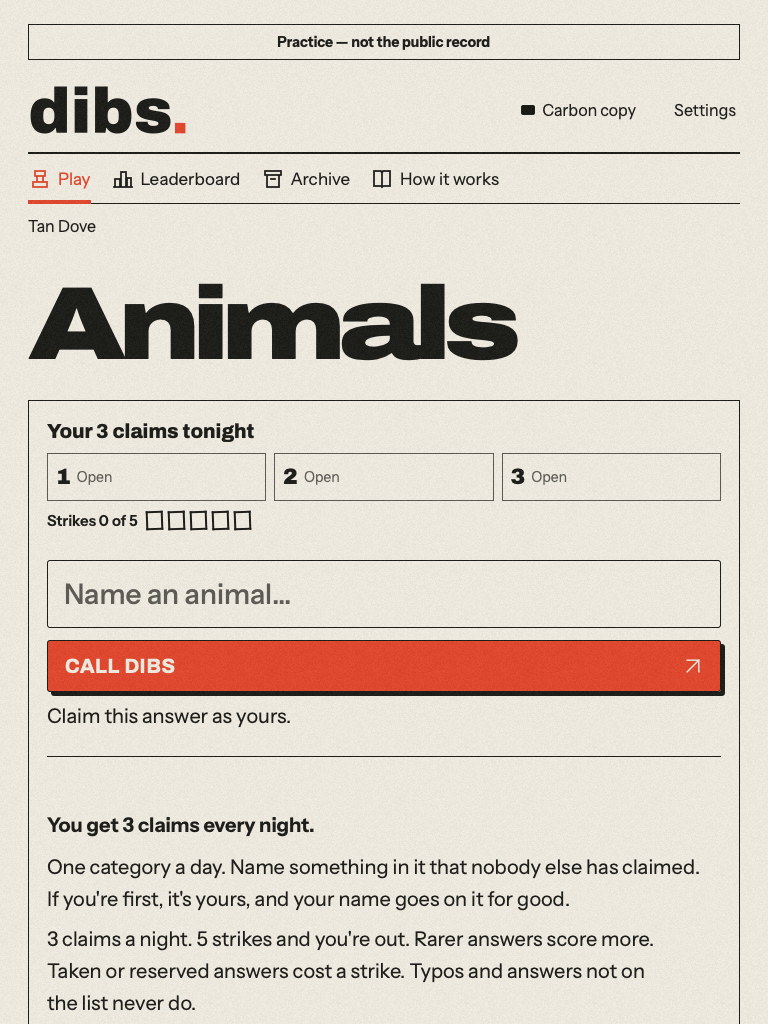 Practice — not the public record
dibs.
Carbon copy
Settings
Play
Leaderboard
Archive
How it works
Tan Dove
Animals
Your 3 claims tonight
1 Open
2 Open
3 Open
Strikes 0 of 5
Name an animal...
CALL DIBS
Claim this answer as yours.
You get 3 claims every night.
One category a day. Name something in it that nobody else has claimed.
If you're first, it's yours, and your name goes on it for good.
3 claims a night. 5 strikes and you're out. Rarer answers score more.
Taken or reserved answers cost a strike. Typos and answers not on
the list never do.